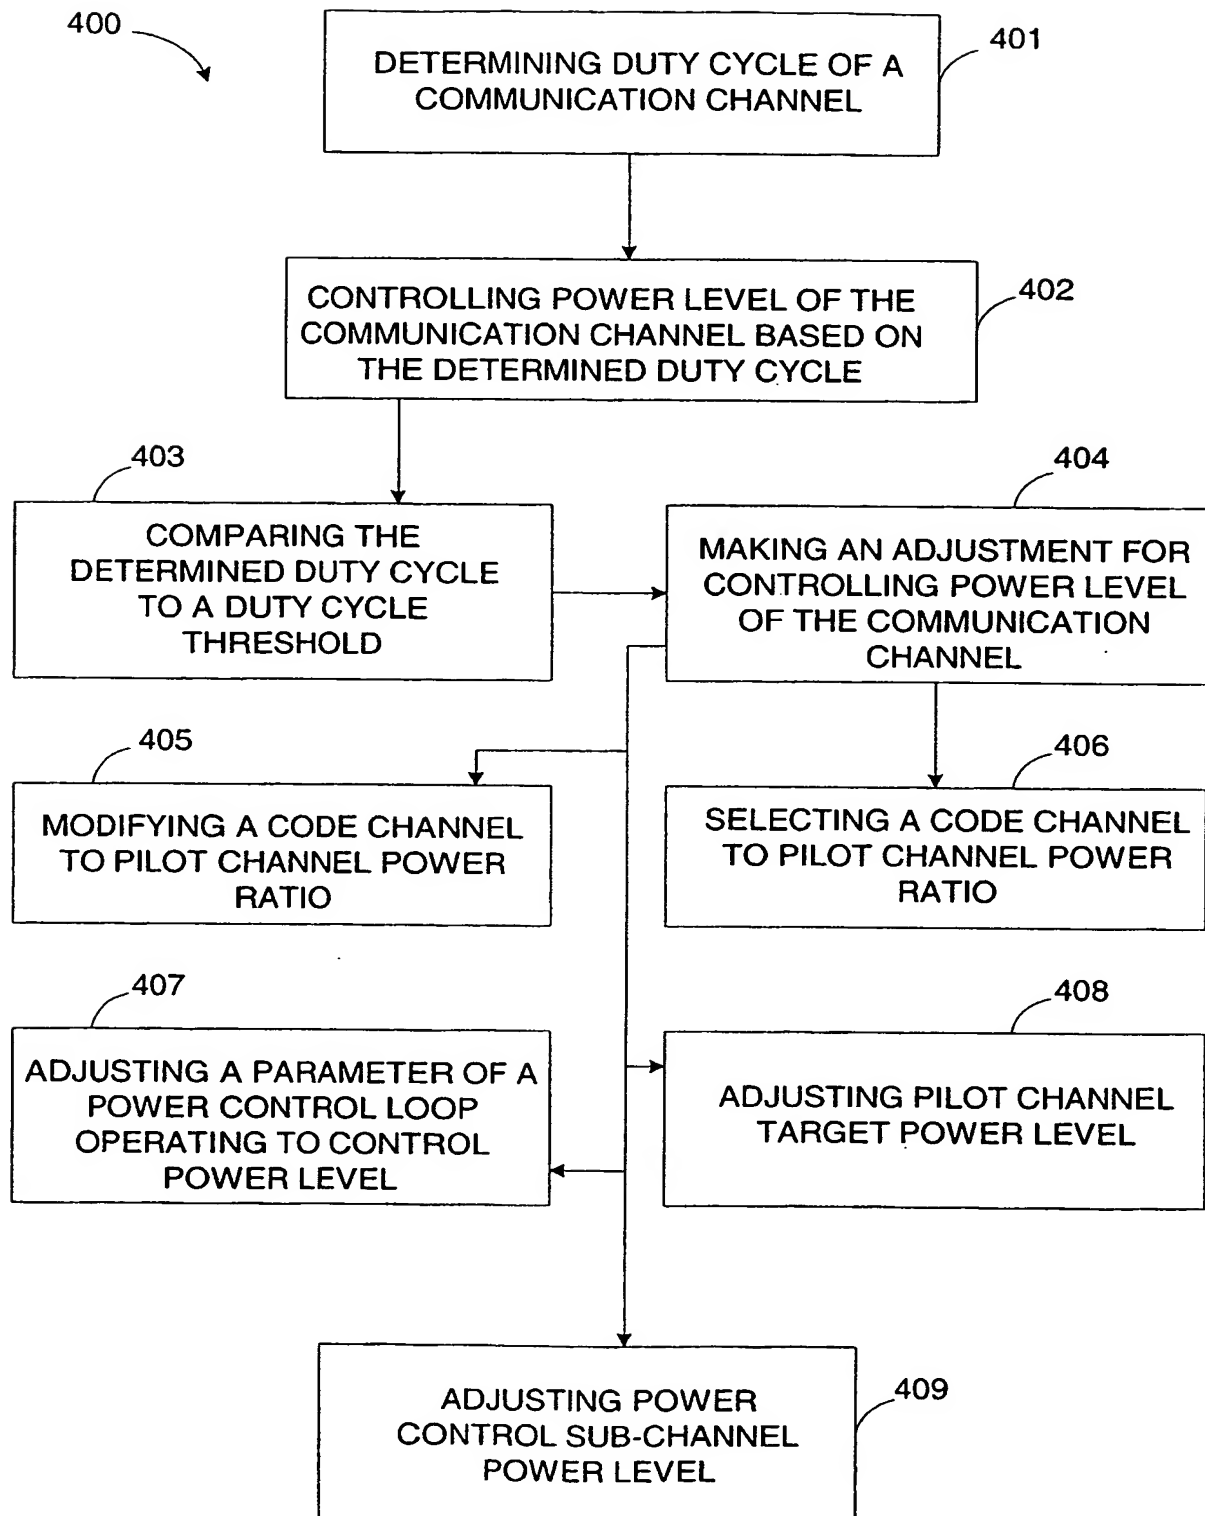 400
401
DETERMINING DUTY CYCLE OF A
COMMUNICATION CHANNEL
402
CONTROLLING POWER LEVEL OF THE
COMMUNICATION CHANNEL BASED ON
THE DETERMINED DUTY CYCLE
403
COMPARING THE
DETERMINED DUTY CYCLE
TO A DUTY CYCLE
THRESHOLD
404
MAKING AN ADJUSTMENT FOR
CONTROLLING POWER LEVEL
OF THE COMMUNICATION
CHANNEL
405
MODIFYING A CODE CHANNEL
TO PILOT CHANNEL POWER
RATIO
406
SELECTING A CODE CHANNEL
TO PILOT CHANNEL POWER
RATIO
407
ADJUSTING A PARAMETER OF A
POWER CONTROL LOOP
OPERATING TO CONTROL
POWER LEVEL
408
ADJUSTING PILOT CHANNEL
TARGET POWER LEVEL
409
ADJUSTING POWER
CONTROL SUB-CHANNEL
POWER LEVEL